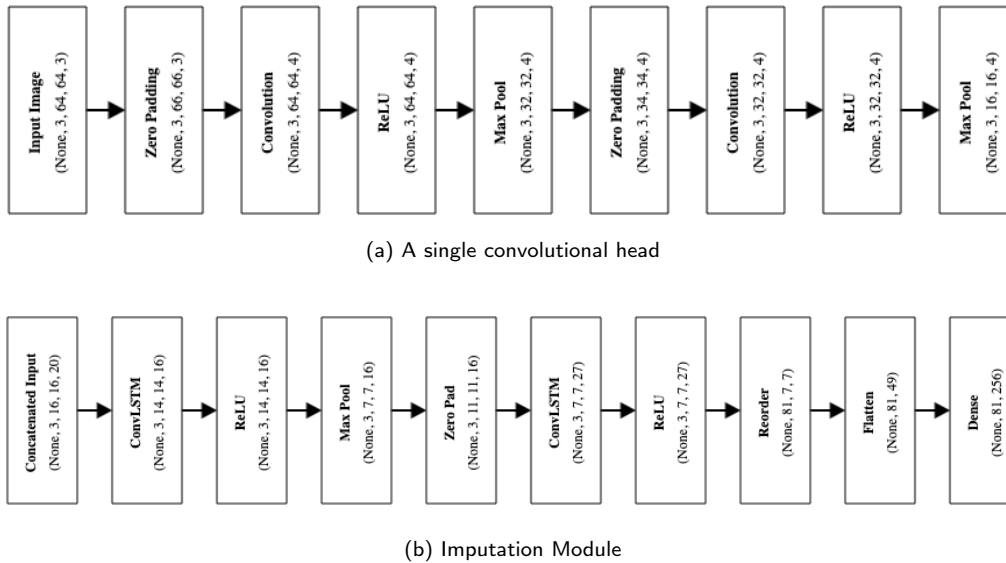 Input Image
(None, 3, 64, 64, 3)
Zero Padding
(None, 3, 66, 66, 3)
Convolution
(None, 3, 64, 64, 4)
ReLU
(None, 3, 64, 64, 4)
Max Pool
(None, 3, 32, 32, 4)
Zero Padding
(None, 3, 34, 34, 4)
Convolution
(None, 3, 32, 32, 4)
ReLU
(None, 3, 32, 32, 4)
Max Pool
(None, 3, 16, 16, 4)
(a) A single convolutional head
Concatenated Input
(None, 3, 16, 16, 20)
ConvLSTM
(None, 3, 14, 14, 16)
ReLU
(None, 3, 14, 14, 16)
Max Pool
(None, 3, 7, 7, 16)
Zero Pad
(None, 3, 11, 11, 16)
ConvLSTM
(None, 3, 7, 7, 27)
ReLU
(None, 3, 7, 7, 27)
Reorder
(None, 81, 7, 7)
Flatten
(None, 81, 49)
Dense
(None, 81, 256)
(b) Imputation Module